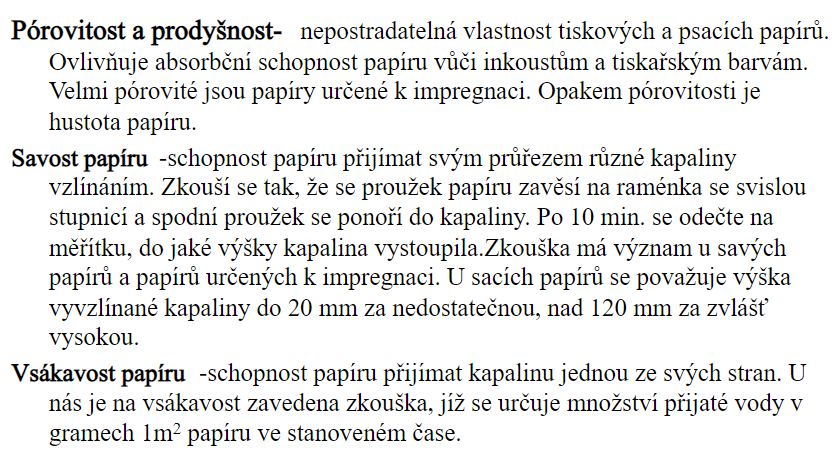 Pórovitost a prodyšnost- nepostradatelná vlastnost tiskových a psacích papírů.
Ovlivňuje absorbční schopnost papíru vůči inkoustům a tiskařským barvám.
Velmi pórovité jsou papíry určené k impregnaci. Opakem pórovitosti je
hustota papíru.
Savost papíru -schopnost papíru přijímat svým průřezem různé kapaliny
vzlínáním. Zkouší se tak, že se proužek papíru zavěsí na raménka se svislou
stupnicí a spodní proužek se ponoří do kapaliny. Po 10 min. se odečte na
měřítku, do jaké výšky kapalina vystoupila.Zkouška má význam u savých
papírů a papírů určených k impregnaci. U sacích papírů se považuje výška
vyvzlínané kapaliny do 20 mm za nedostatečnou, nad 120 mm za zvlášť
vysokou.
Vsákavost papíru -schopnost papíru přijímat kapalinu jednou ze svých stran. U
nás je na vsákavost zavedena zkouška, jíž se určuje množství přijaté vody v
gramech 1m² papíru ve stanoveném čase.